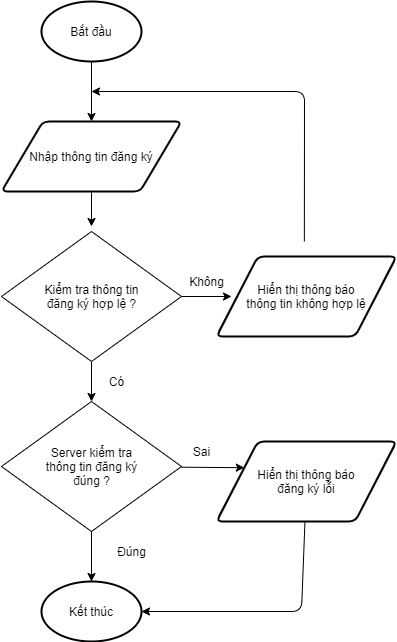 Bắt đầu
Nhập thông tin đăng ký
Kiểm tra thông tin
đăng ký hợp lệ ?
Không
Hiển thị thông báo
thông tin không hợp lệ
Có
Server kiểm tra
thông tin đăng ký
đúng ?
Sai
Hiển thị thông báo
đăng ký lỗi
Đúng
Kết thúc